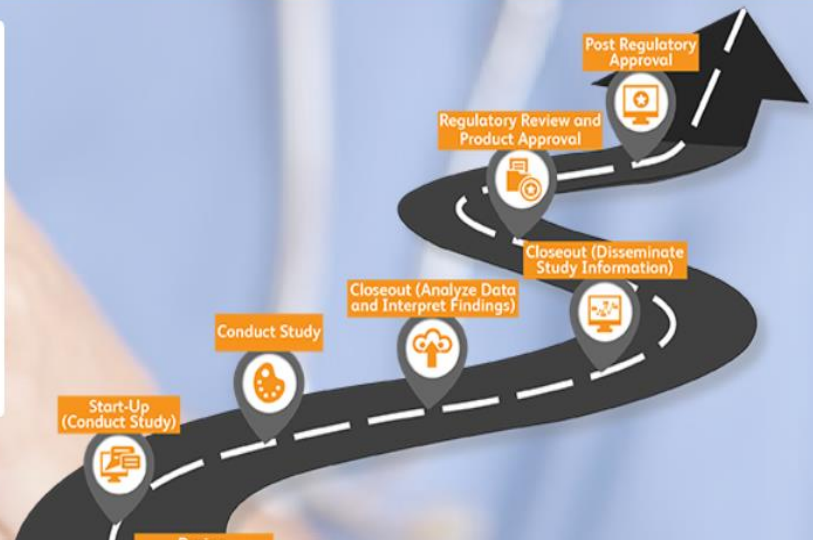 Post Regulatory
Approval
Regulatory Review and
Product Approval
Closeout (Disseminate
Study Information)
Closeout (Analyze Data
and Interpret Findings)
Conduct Study
Start-Up
(Conduct Study)